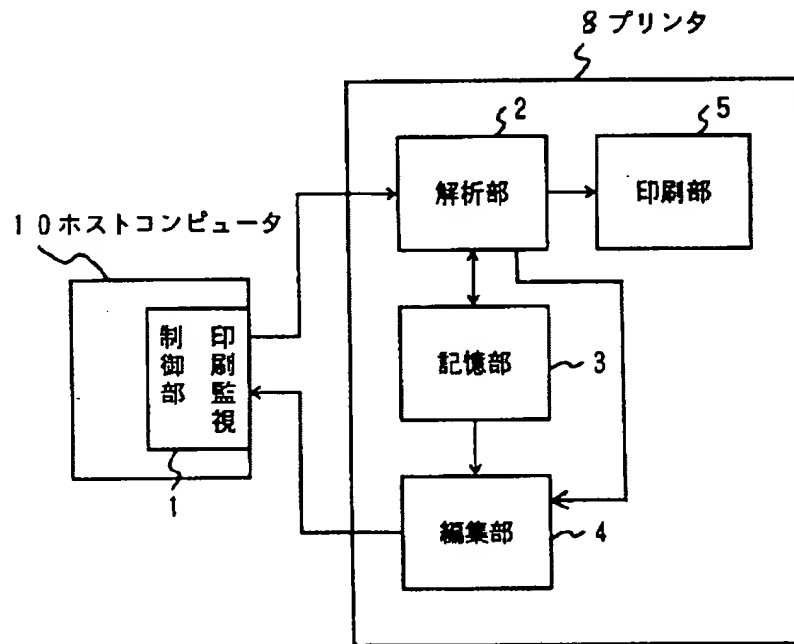 8 プリンタ
2
5
解析部
印刷部
10ホストコンピュータ
印刷監視
制御部
1
記憶部
3
編集部
4